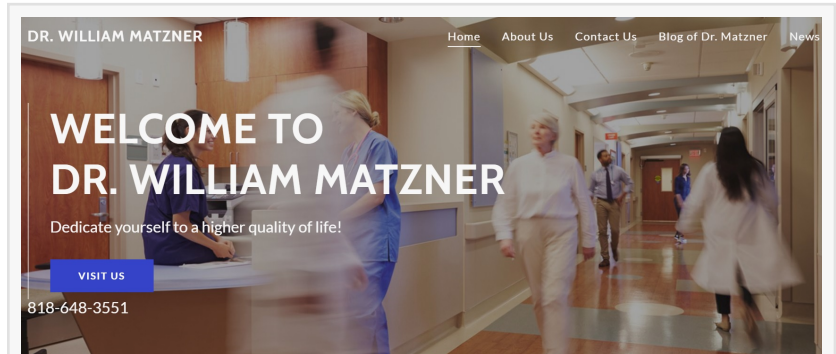 DR. WILLIAM MATZNER
Home About Us Contact Us Blog of Dr. Matzner News
WELCOME TO
DR. WILLIAM MATZNER
Dedicate yourself to a higher quality of life!
VISIT US
818-648-3551